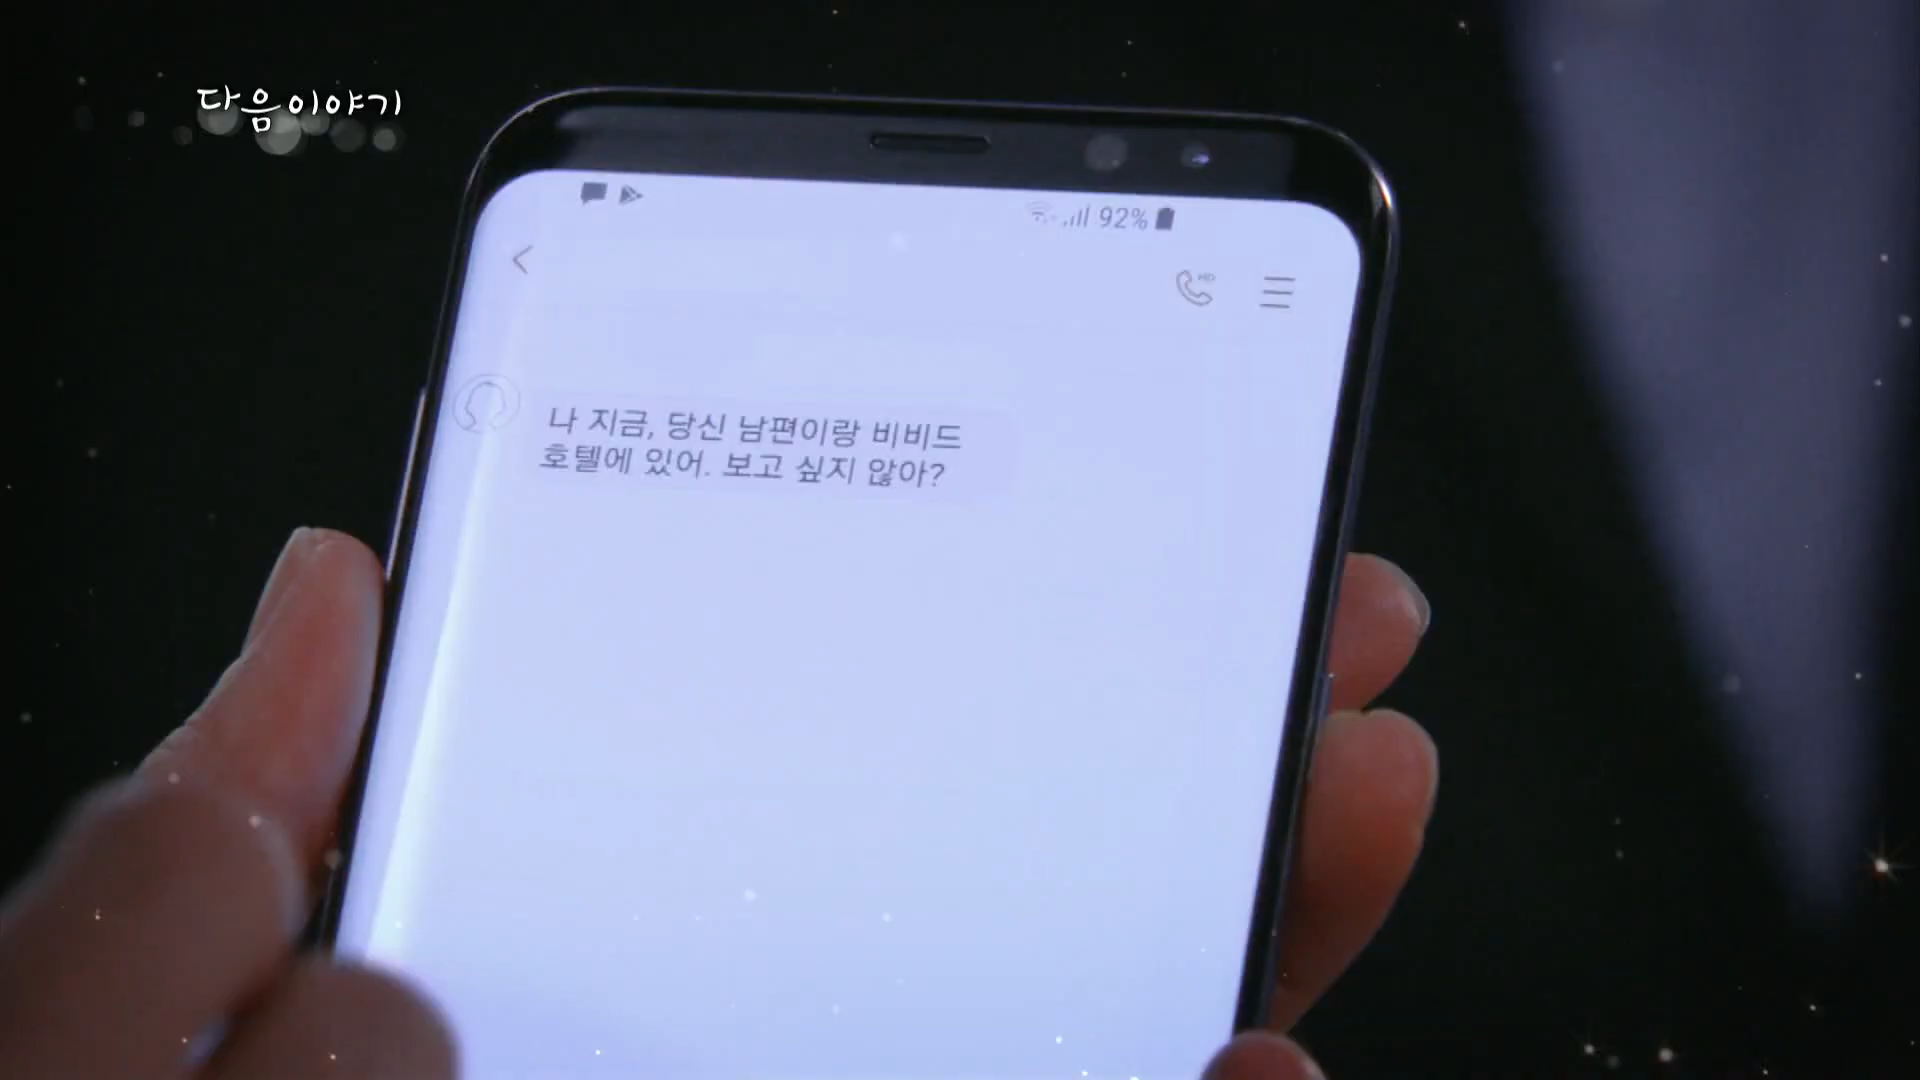 다음이야기
92%
HD
나 지금, 당신 남편이랑 비비드
호텔에 있어. 보고 싶지 않아?